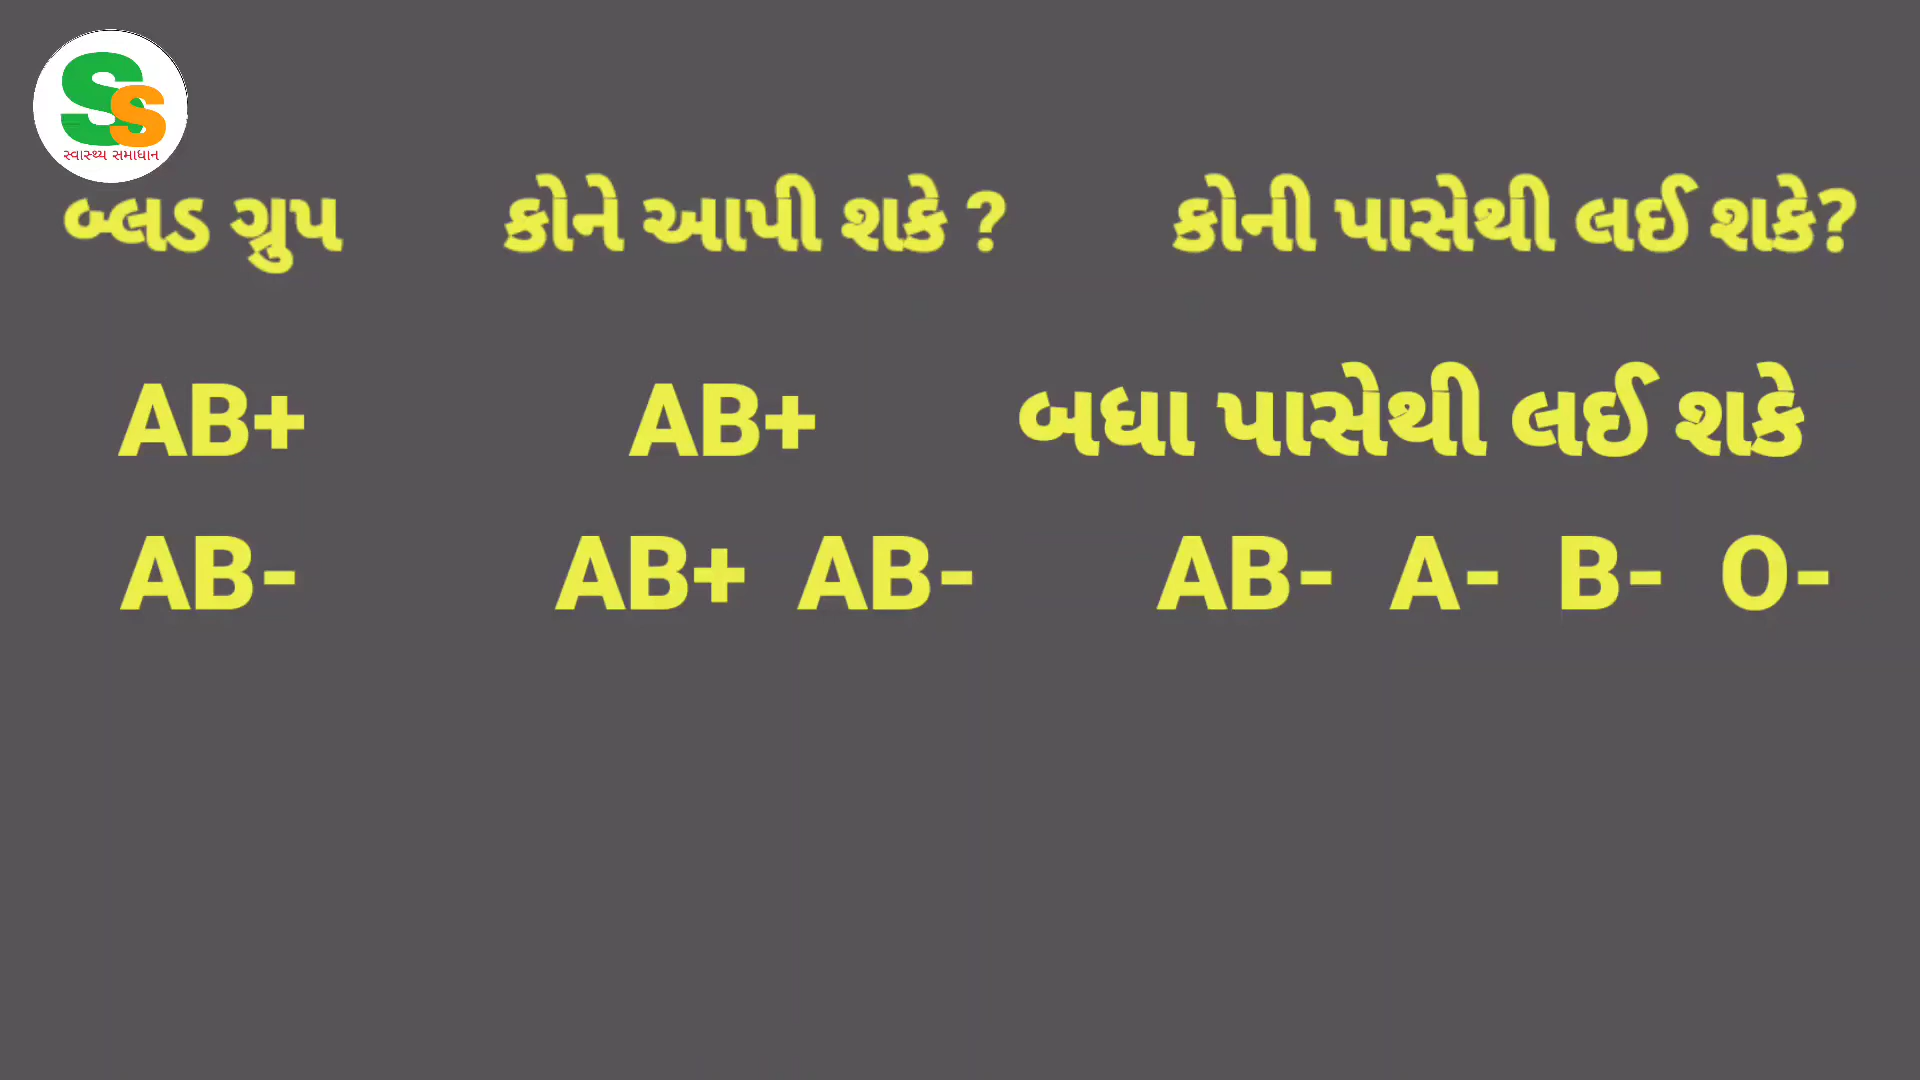 સ્વાસ્થ્ય સમાધાન
બ્લડ ગ્રુપ કોને આપી શકે ? કોની પાસેથી લઈ શકે?
AB+ AB+ બધા પાસેથી લઈ શકે
AB- AB+ AB- AB- A- B- O-